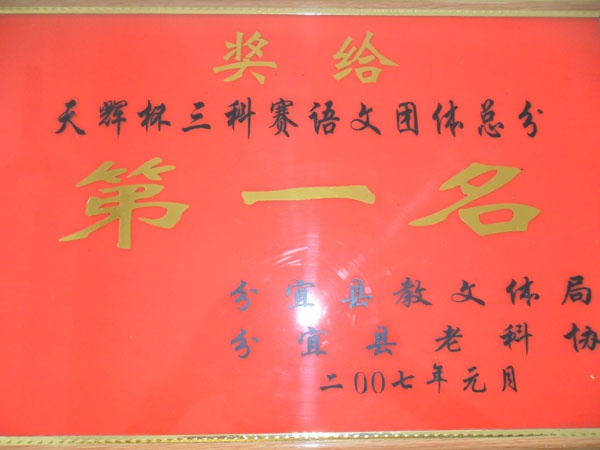 奖给
天辉杯三科赛语文团体总分
第一名
分宜县教文体局
分宜县老科协
二00七年元月